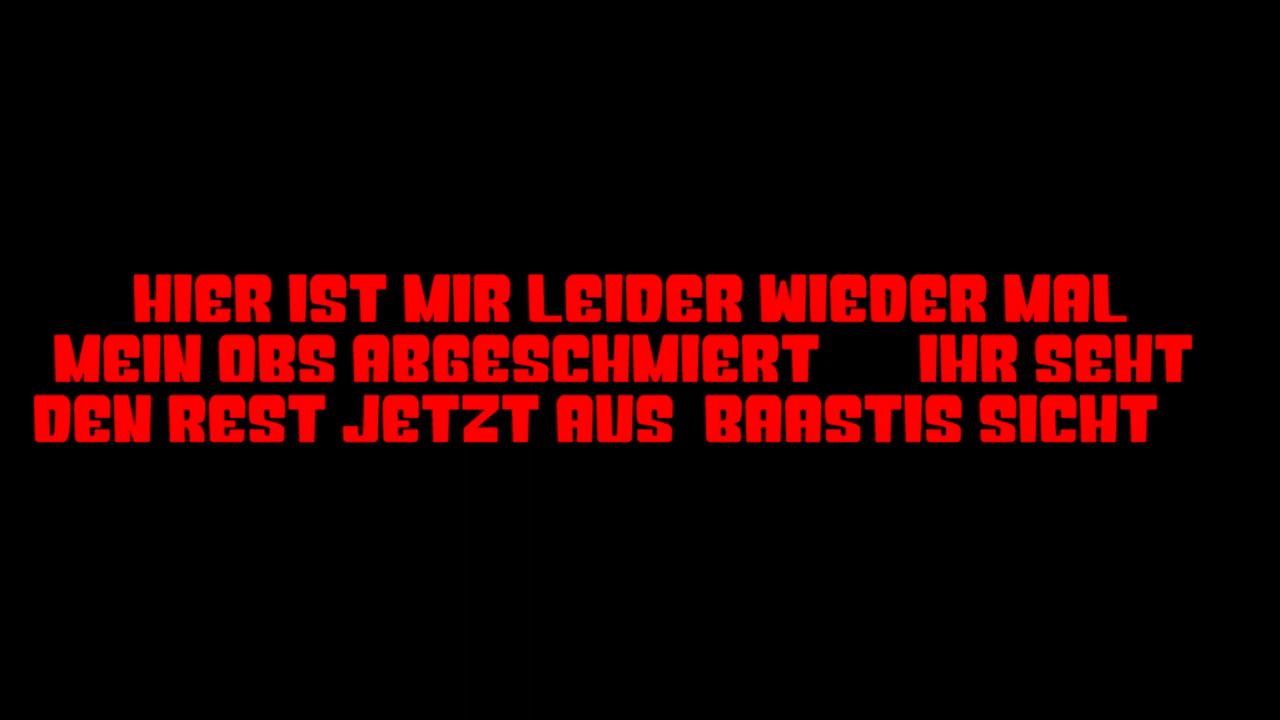 HIER IST MIR LEIDER WIEDER MAL
MEIN OBS ABGESCHMIERT IHR SEHT
DEN REST JETZT AUS BAASTIS SICHT